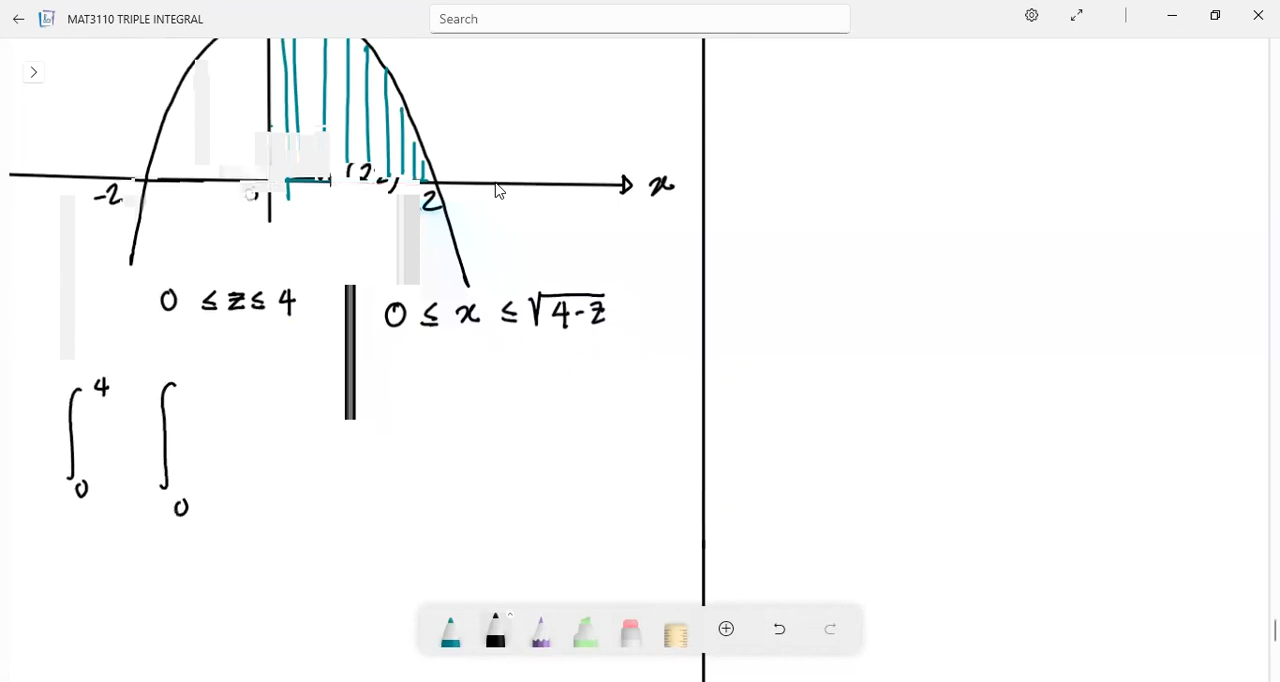 MAT3110 TRIPLE INTEGRAL
Search
-2
2
x
0 ≤ z ≤ 4
0 ≤ x ≤ √4-z
∫ 4 0 ∫ 0